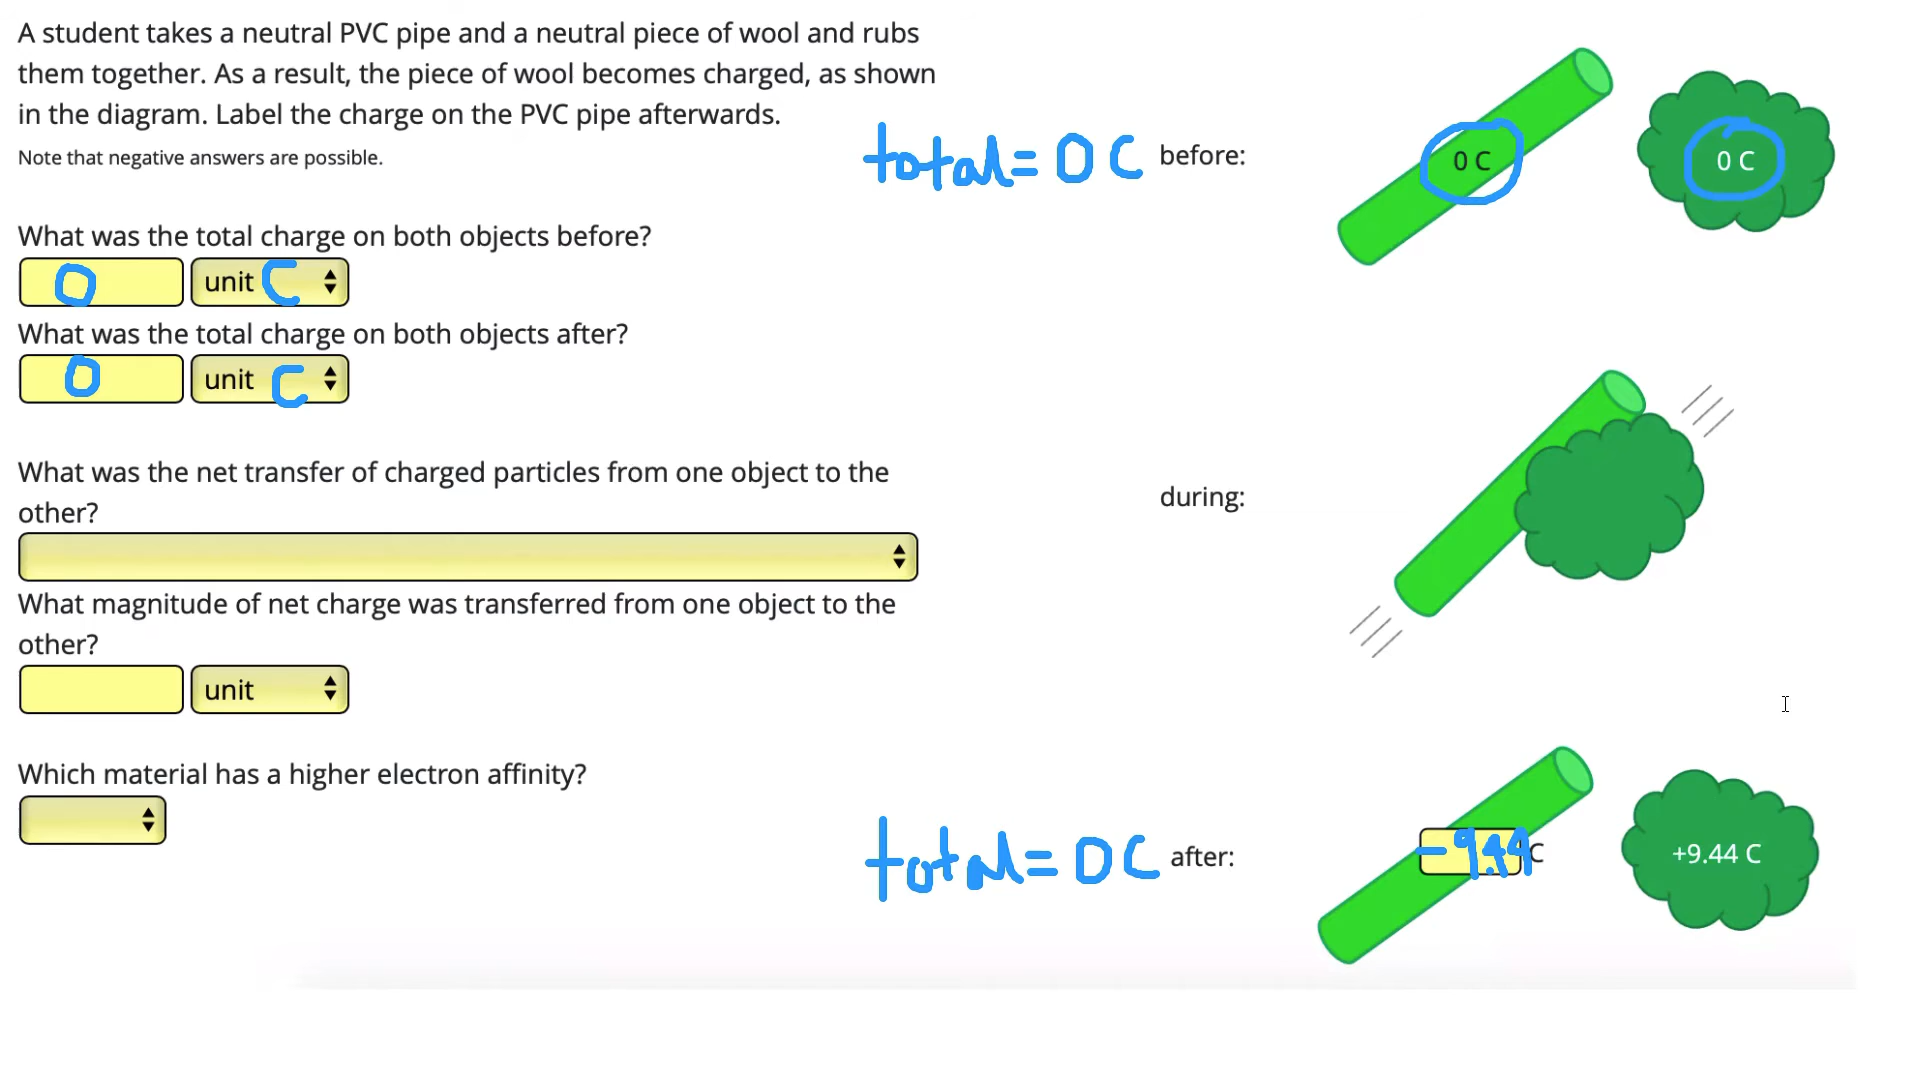 A student takes a neutral PVC pipe and a neutral piece of wool and rubs
them together. As a result, the piece of wool becomes charged, as shown
in the diagram. Label the charge on the PVC pipe afterwards.
Note that negative answers are possible.
total = 0 C before:
0 C
0 C
What was the total charge on both objects before?
0 unit C
What was the total charge on both objects after?
0 unit C
What was the net transfer of charged particles from one object to the
other?
during:
What magnitude of net charge was transferred from one object to the
other?
unit
Which material has a higher electron affinity?
total = 0 C after:
-9.44 C
+9.44 C